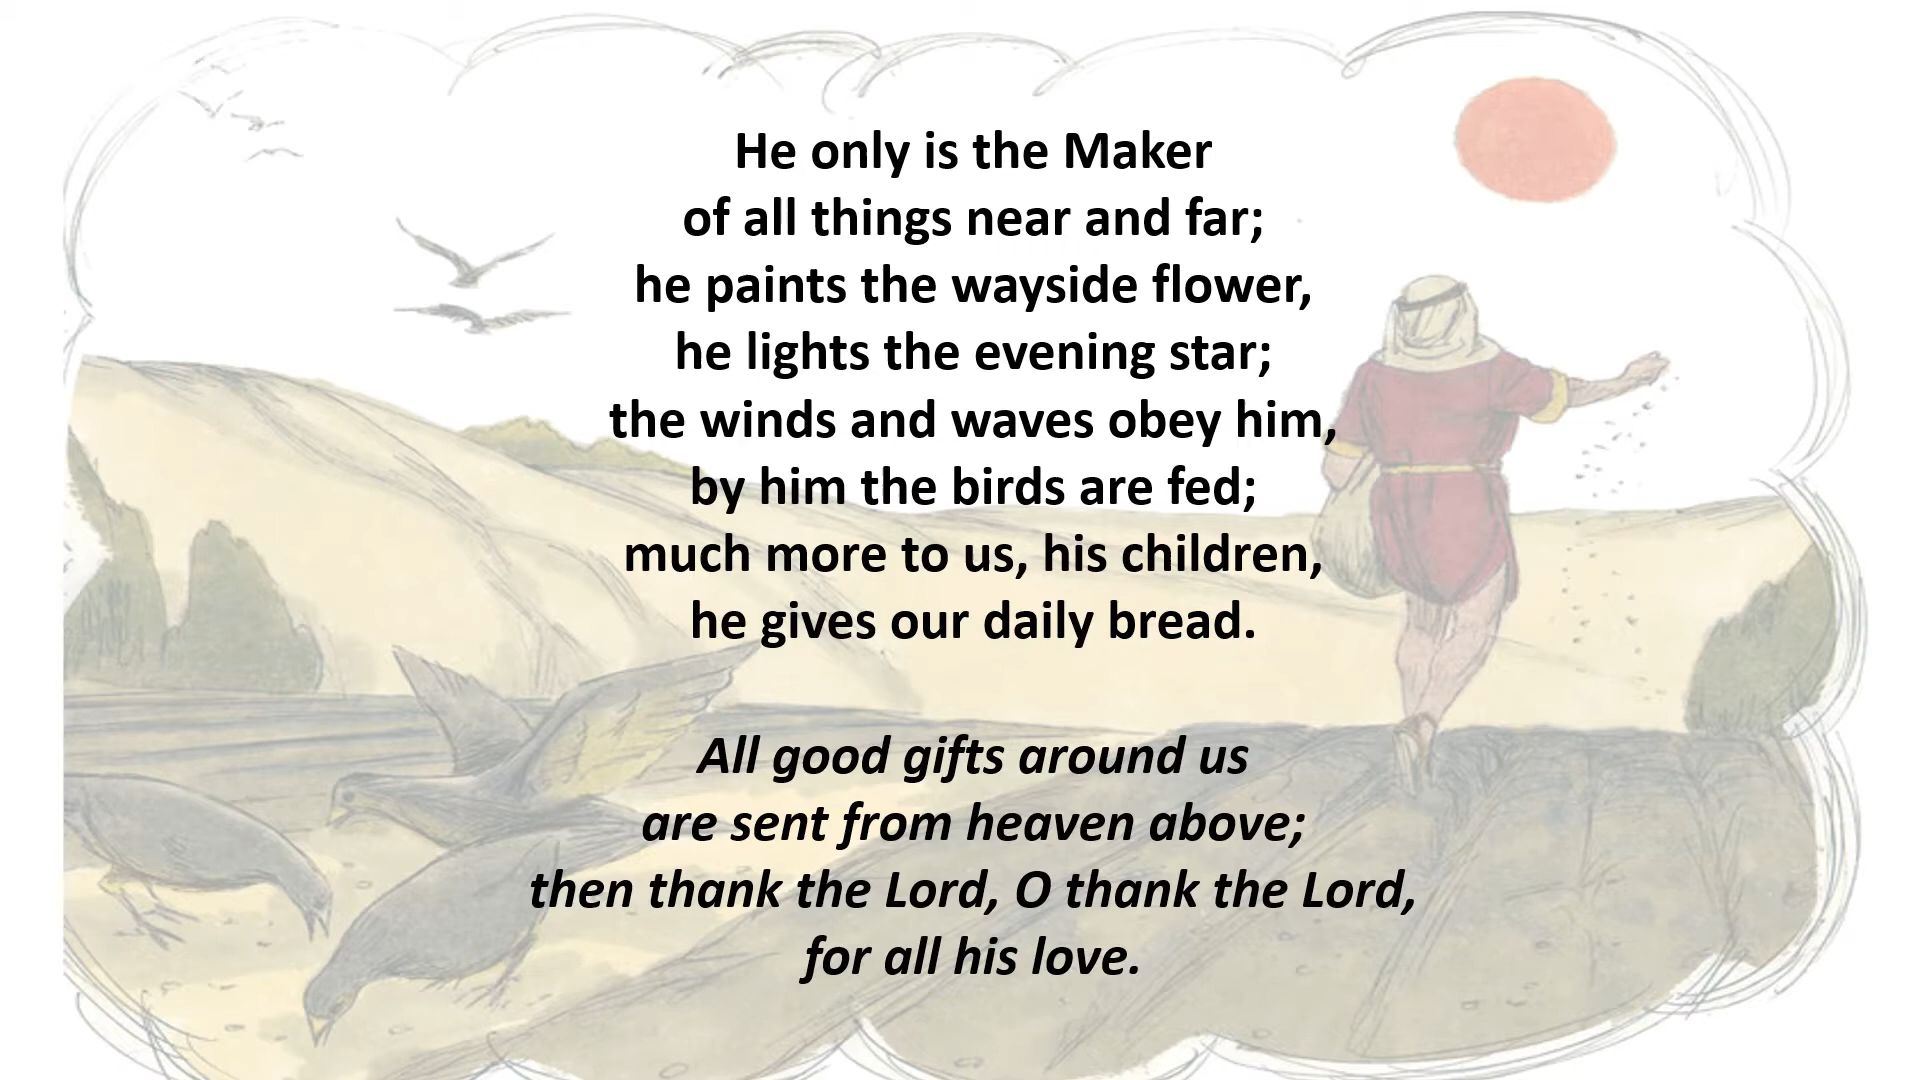 He only is the Maker
of all things near and far;
he paints the wayside flower,
he lights the evening star;
the winds and waves obey him,
by him the birds are fed;
much more to us, his children,
he gives our daily bread.
All good gifts around us
are sent from heaven above;
then thank the Lord, O thank the Lord,
for all his love.